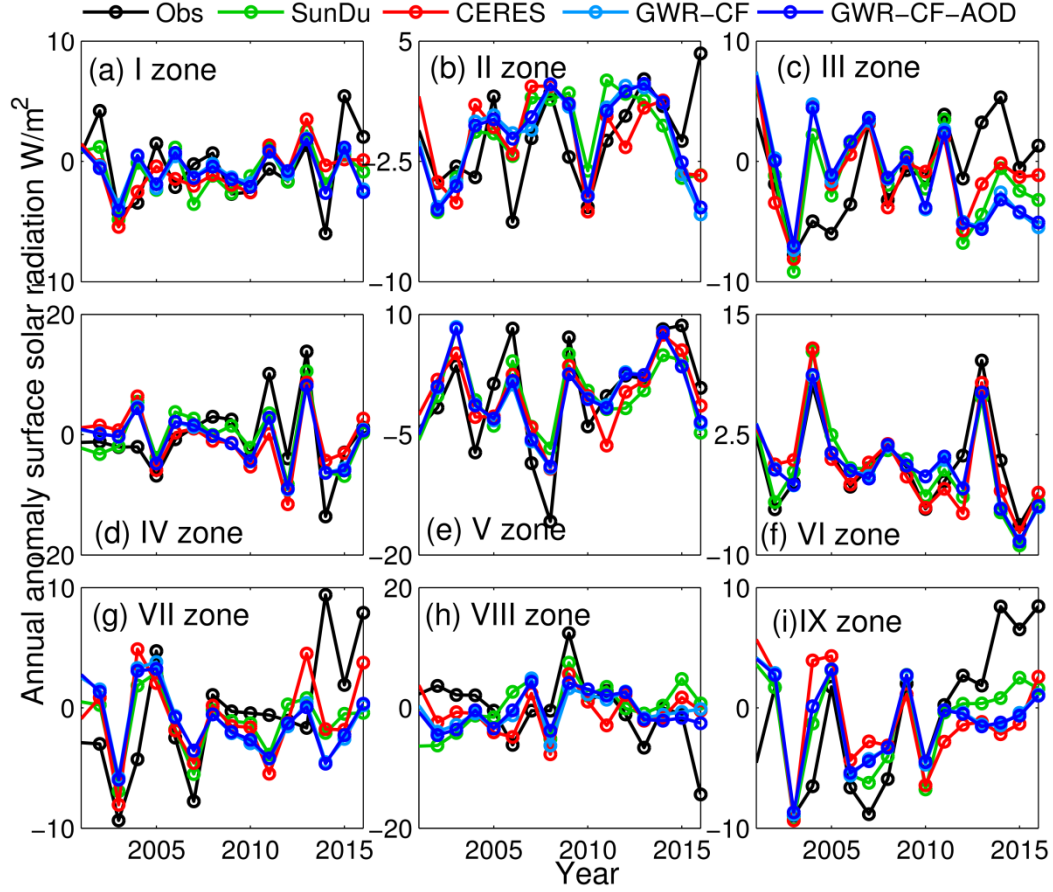 Obs SunDu CERES GWR-CF GWR-CF-AOD
Annual anomaly surface solar radiation W/m2
10 5 10
(a) I zone (b) II zone (c) III zone
0 −2.5 0
−10 −10 −10
20 10 15
0 −5 2.5
(d) IV zone (e) V zone (f) VI zone
−20 −20 −10
10 20 10
(g) VII zone (h) VIII zone (i)IX zone
0 0 0
−10 −20 −10
2005 2010 2015 2005 2010 2015 2005 2010 2015
Year